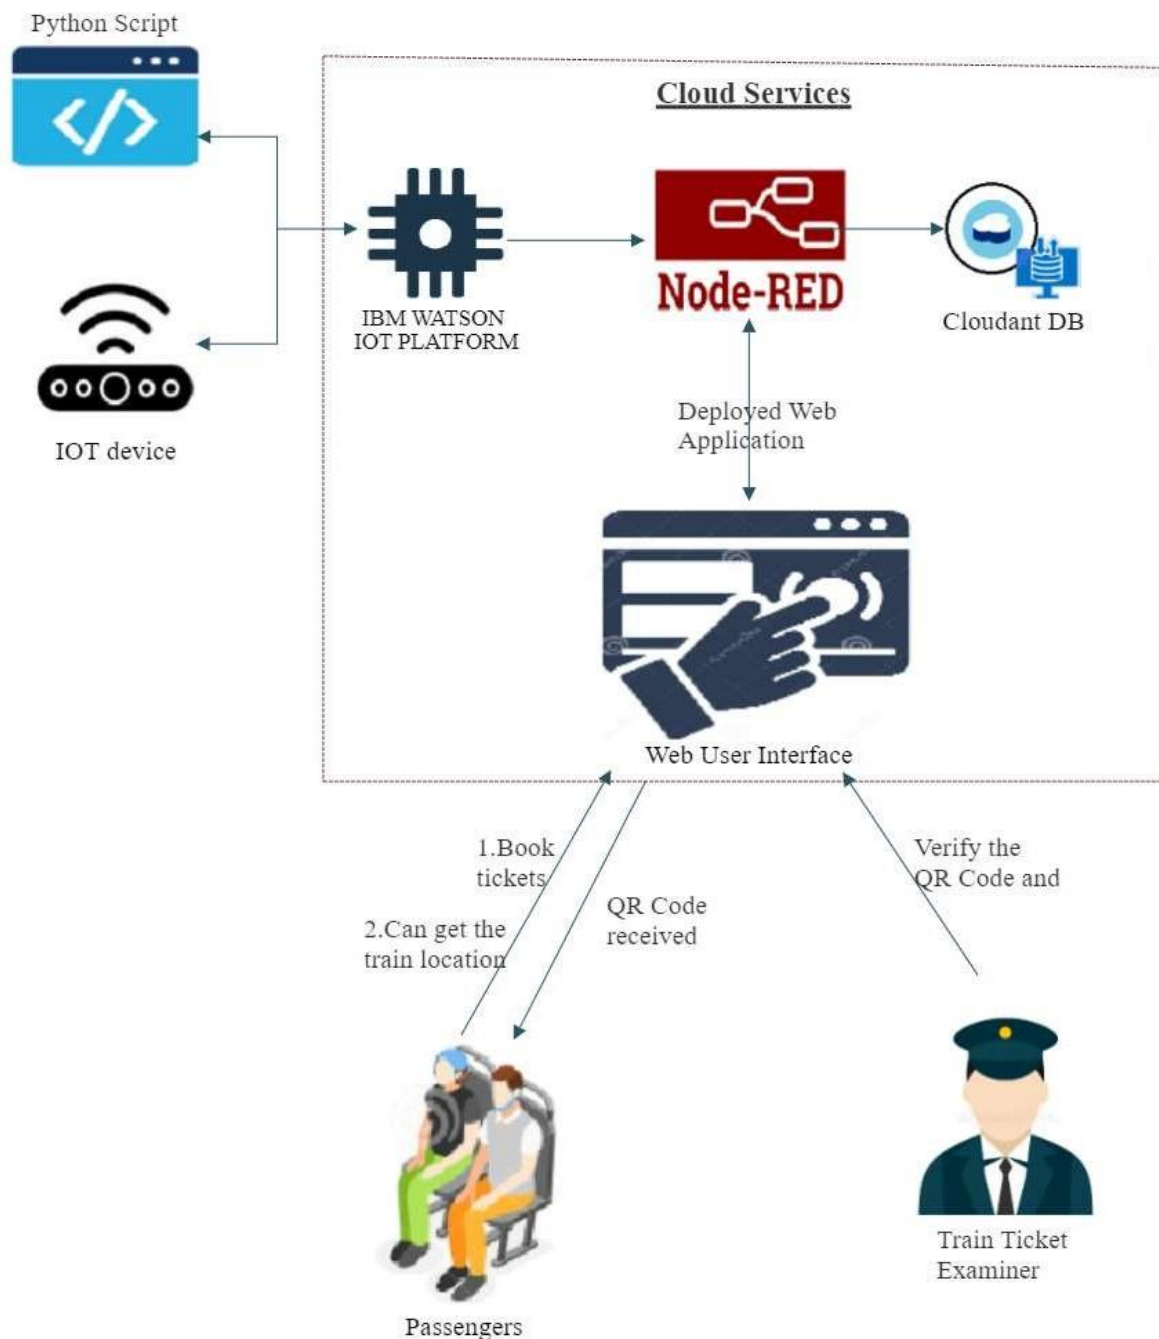 Python Script
Cloud Services
Node-RED
IBM WATSON
IOT PLATFORM
Cloudant DB
IOT device
Deployed Web
Application
Web User Interface
1.Book
tickets
2.Can get the
train location
QR Code
received
Verify the
QR Code and
Train Ticket
Examiner
Passengers